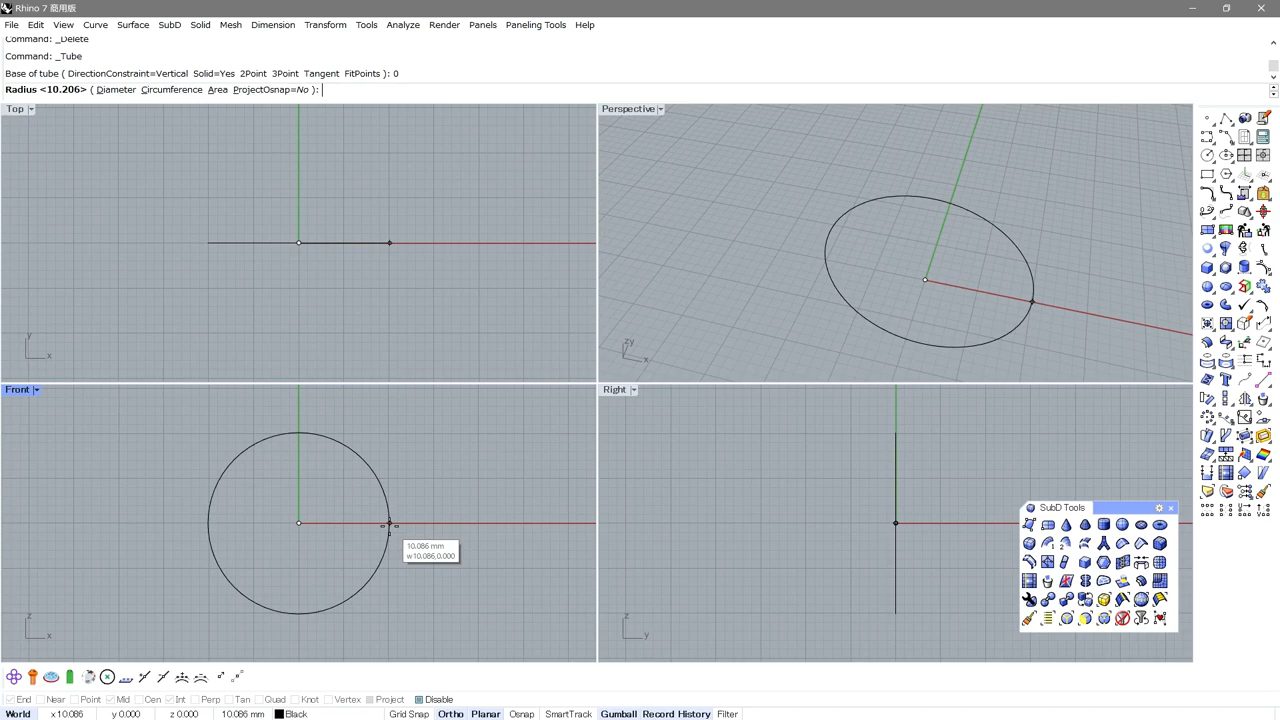 Rhino 7 商用版
File Edit View Curve Surface SubD Solid Mesh Dimension Transform Tools Analyze Render Panels Paneling Tools Help
Command: _Delete
Command: _Tube
Base of tube ( DirectionConstraint=Vertical Solid=Yes 2Point 3Point Tangent FitPoints ): 0
Radius <10.206> ( Diameter Circumference Area ProjectOsnap=No ):
Top
Perspective
y
x
zy
x
Front
Right
SubD Tools
10.086 mm
w10.086,0.000
z
x
z
y
End Near Point Mid Cen Int Perp Tan Quad Knot Vertex Project Disable
World x 10.086 y 0.000 z 0.000 10.086 mm Black Grid Snap Ortho Planar Osnap SmartTrack Gumball Record History Filter